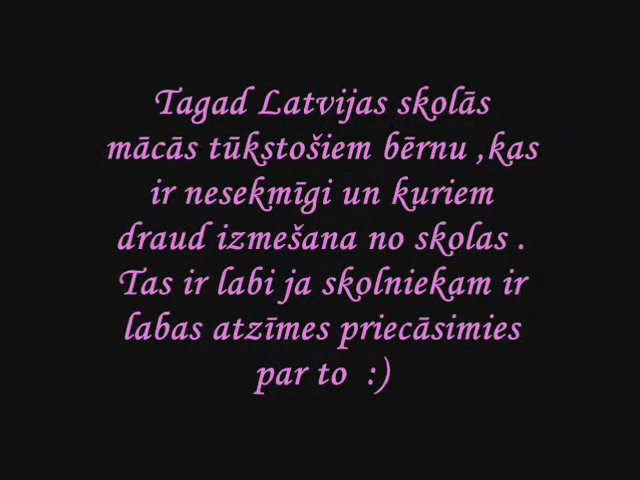 Tagad Latvijas skolās
mācās tūkstošiem bērnu ,kas
ir nesekmīgi un kuriem
draud izmešana no skolas .
Tas ir labi ja skolniekam ir
labas atzīmes priecāsimies
par to :)